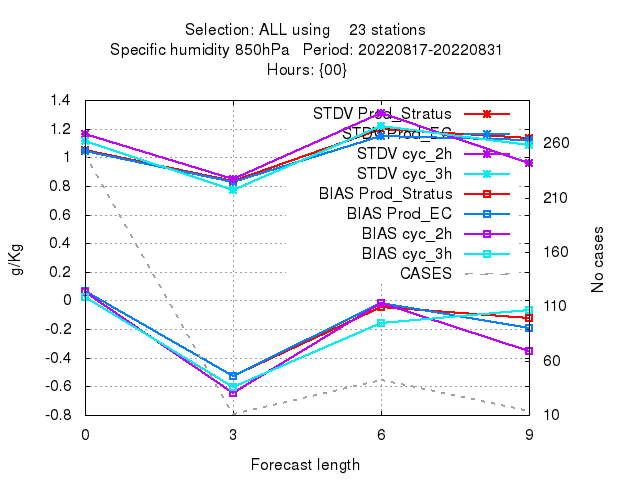 Selection: ALL using 23 stations
Specific humidity 850hPa Period: 20220817-20220831
Hours: {00}
1.4
1.2
1
0.8
0.6
0.4
0.2
0
-0.2
-0.4
-0.6
-0.8
g/Kg
STDV Prod_Stratus
STDV Prod_EC
STDV cyc_2h
STDV cyc_3h
BIAS Prod_Stratus
BIAS Prod_EC
BIAS cyc_2h
BIAS cyc_3h
CASES
260
210
160
110
60
10
No cases
0 3 6 9
Forecast length